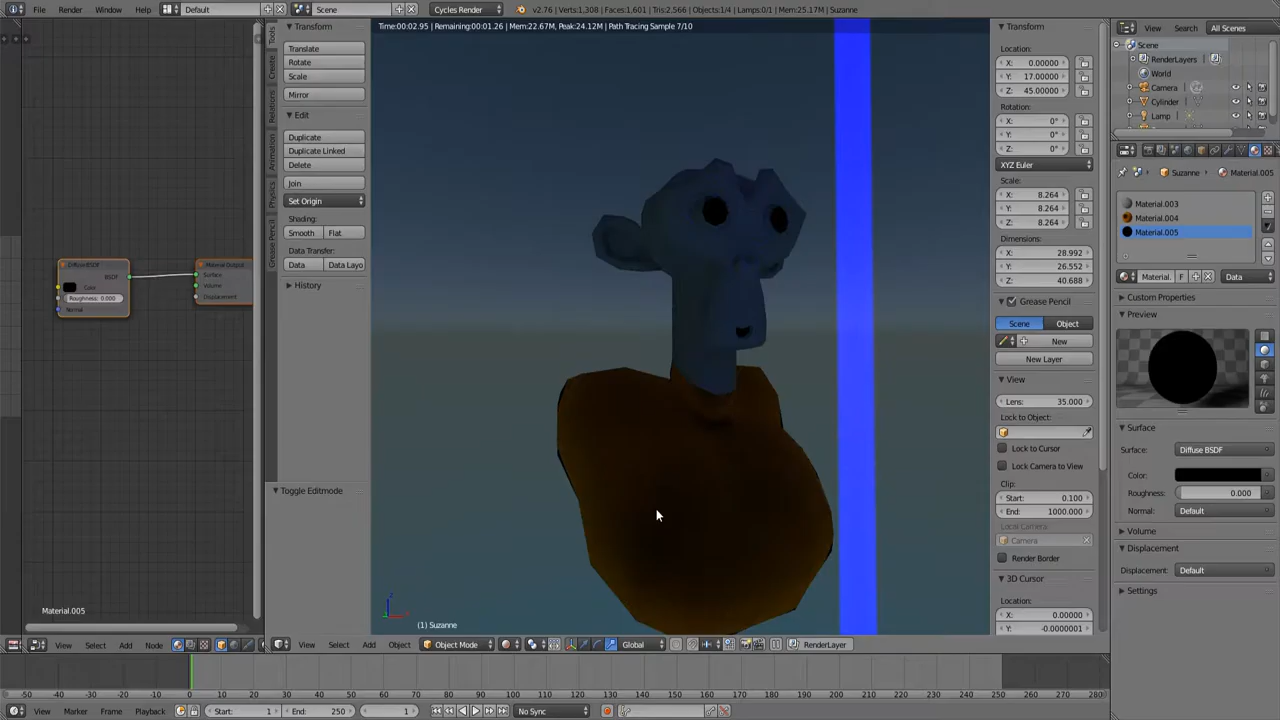 File Render Window Help Default Scene Cycles Render v2.76 | Verts:1,308 | Faces:1,601 | Tris:2,566 | Objects:1/4 | Lamps:0/1 | Mem:25.17M | Suzanne
Time:00:02.95 | Remaining:00:01.26 | Mem:22.67M, Peak:24.12M | Path Tracing Sample 7/10
Diffuse BSDF
BSDF
Color
Roughness: 0.000
Normal
Material Output
Surface
Volume
Displacement
Material.005
View Select Add Node
Tools
Create
Relations
Animation
Physics
Grease Pencil
Transform
Translate
Rotate
Scale
Mirror
Edit
Duplicate
Duplicate Linked
Delete
Join
Set Origin
Shading:
Smooth Flat
Data Transfer:
Data Data Layo
History
Toggle Editmode
(1) Suzanne
View Select Add Object Object Mode Global RenderLayer
Transform
Location:
X: 0.00000
Y: 17.00000
Z: 45.00000
Rotation:
X: 0°
Y: 0°
Z: 0°
XYZ Euler
Scale:
X: 8.264
Y: 8.264
Z: 8.264
Dimensions:
X: 28.992
Y: 26.552
Z: 40.688
Grease Pencil
Scene Object
New
New Layer
View
Lens: 35.000
Lock to Object:
Lock to Cursor
Lock Camera to View
Clip:
Start: 0.100
End: 1000.000
Local Camera:
Camera
Render Border
3D Cursor
Location:
X: 0.00000
Y: -0.0000001
View Search All Scenes
Scene
RenderLayers
World
Camera
Cylinder
Lamp
Suzanne Material.005
Material.003
Material.004
Material.005
Material. F Data
Custom Properties
Preview
Surface
Surface: Diffuse BSDF
Color:
Roughness: 0.000
Normal: Default
Volume
Displacement
Displacement: Default
Settings
-50 -40 -30 -20 -10 0 10 20 30 40 50 60 70 80 90 100 110 120 130 140 150 160 170 180 190 200 210 220 230 240 250 260 270 280
View Marker Frame Playback Start: 1 End: 250 1 No Sync